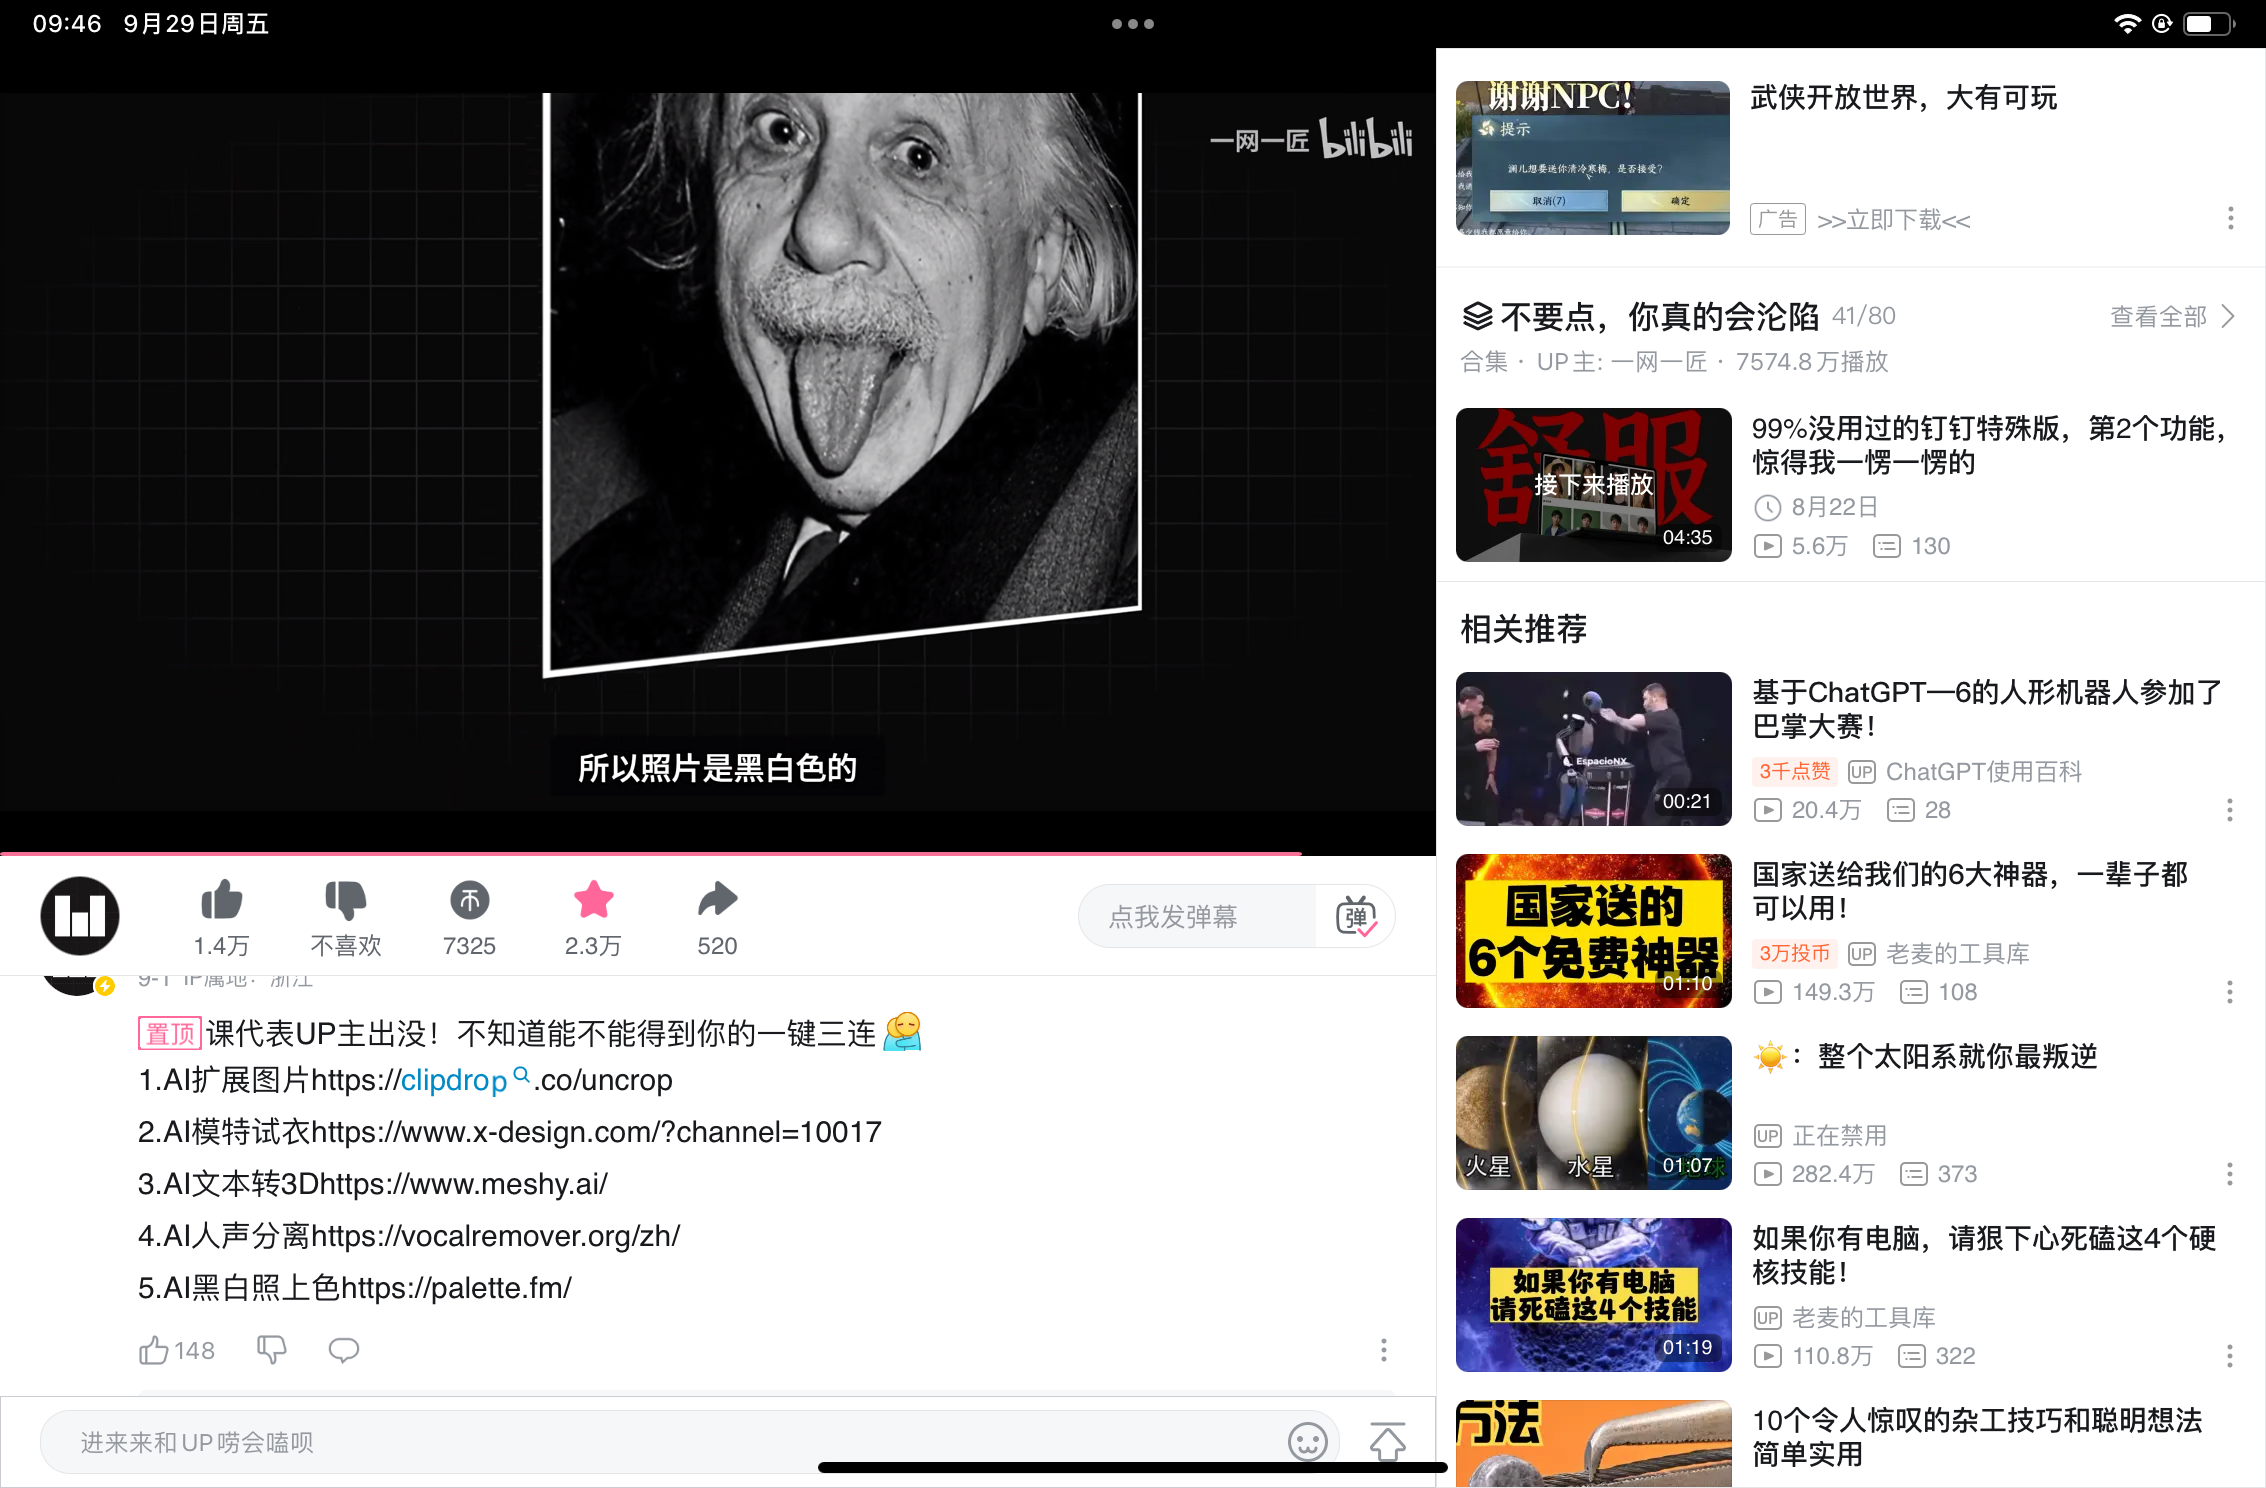 09:46 9月29日周五
一网一匠 bilibili
所以照片是黑白色的
1.4万
不喜欢
7325
2.3万
520
点我发弹幕
弹
9-1 IP属地：浙江
置顶 课代表UP主出没！不知道能不能得到你的一键三连
1.AI扩展图片https://clipdrop.co/uncrop
2.AI模特试衣https://www.x-design.com/?channel=10017
3.AI文本转3Dhttps://www.meshy.ai/
4.AI人声分离https://vocalremover.org/zh/
5.AI黑白照上色https://palette.fm/
148
进来来和UP唠会嗑呗
谢谢NPC!
提示
澜儿想要送你清冷寒梅，是否接受?
取消(7)
确定
武侠开放世界，大有可玩
广告 >>立即下载<<
不要点，你真的会沦陷 41/80
查看全部
合集 · UP主: 一网一匠 · 7574.8万播放
舒服
接下来播放
04:35
99%没用过的钉钉特殊版，第2个功能，
惊得我一愣一愣的
8月22日
5.6万 130
相关推荐
EspacioNX
00:21
基于ChatGPT—6的人形机器人参加了
巴掌大赛！
3千点赞 UP ChatGPT使用百科
20.4万 28
国家送的
6个免费神器
01:10
国家送给我们的6大神器，一辈子都
可以用！
3万投币 UP 老麦的工具库
149.3万 108
火星
水星
地球
01:07
：整个太阳系就你最叛逆
UP 正在禁用
282.4万 373
如果你有电脑
请死磕这4个技能
01:19
如果你有电脑，请狠下心死磕这4个硬
核技能！
UP 老麦的工具库
110.8万 322
方法
10个令人惊叹的杂工技巧和聪明想法
简单实用